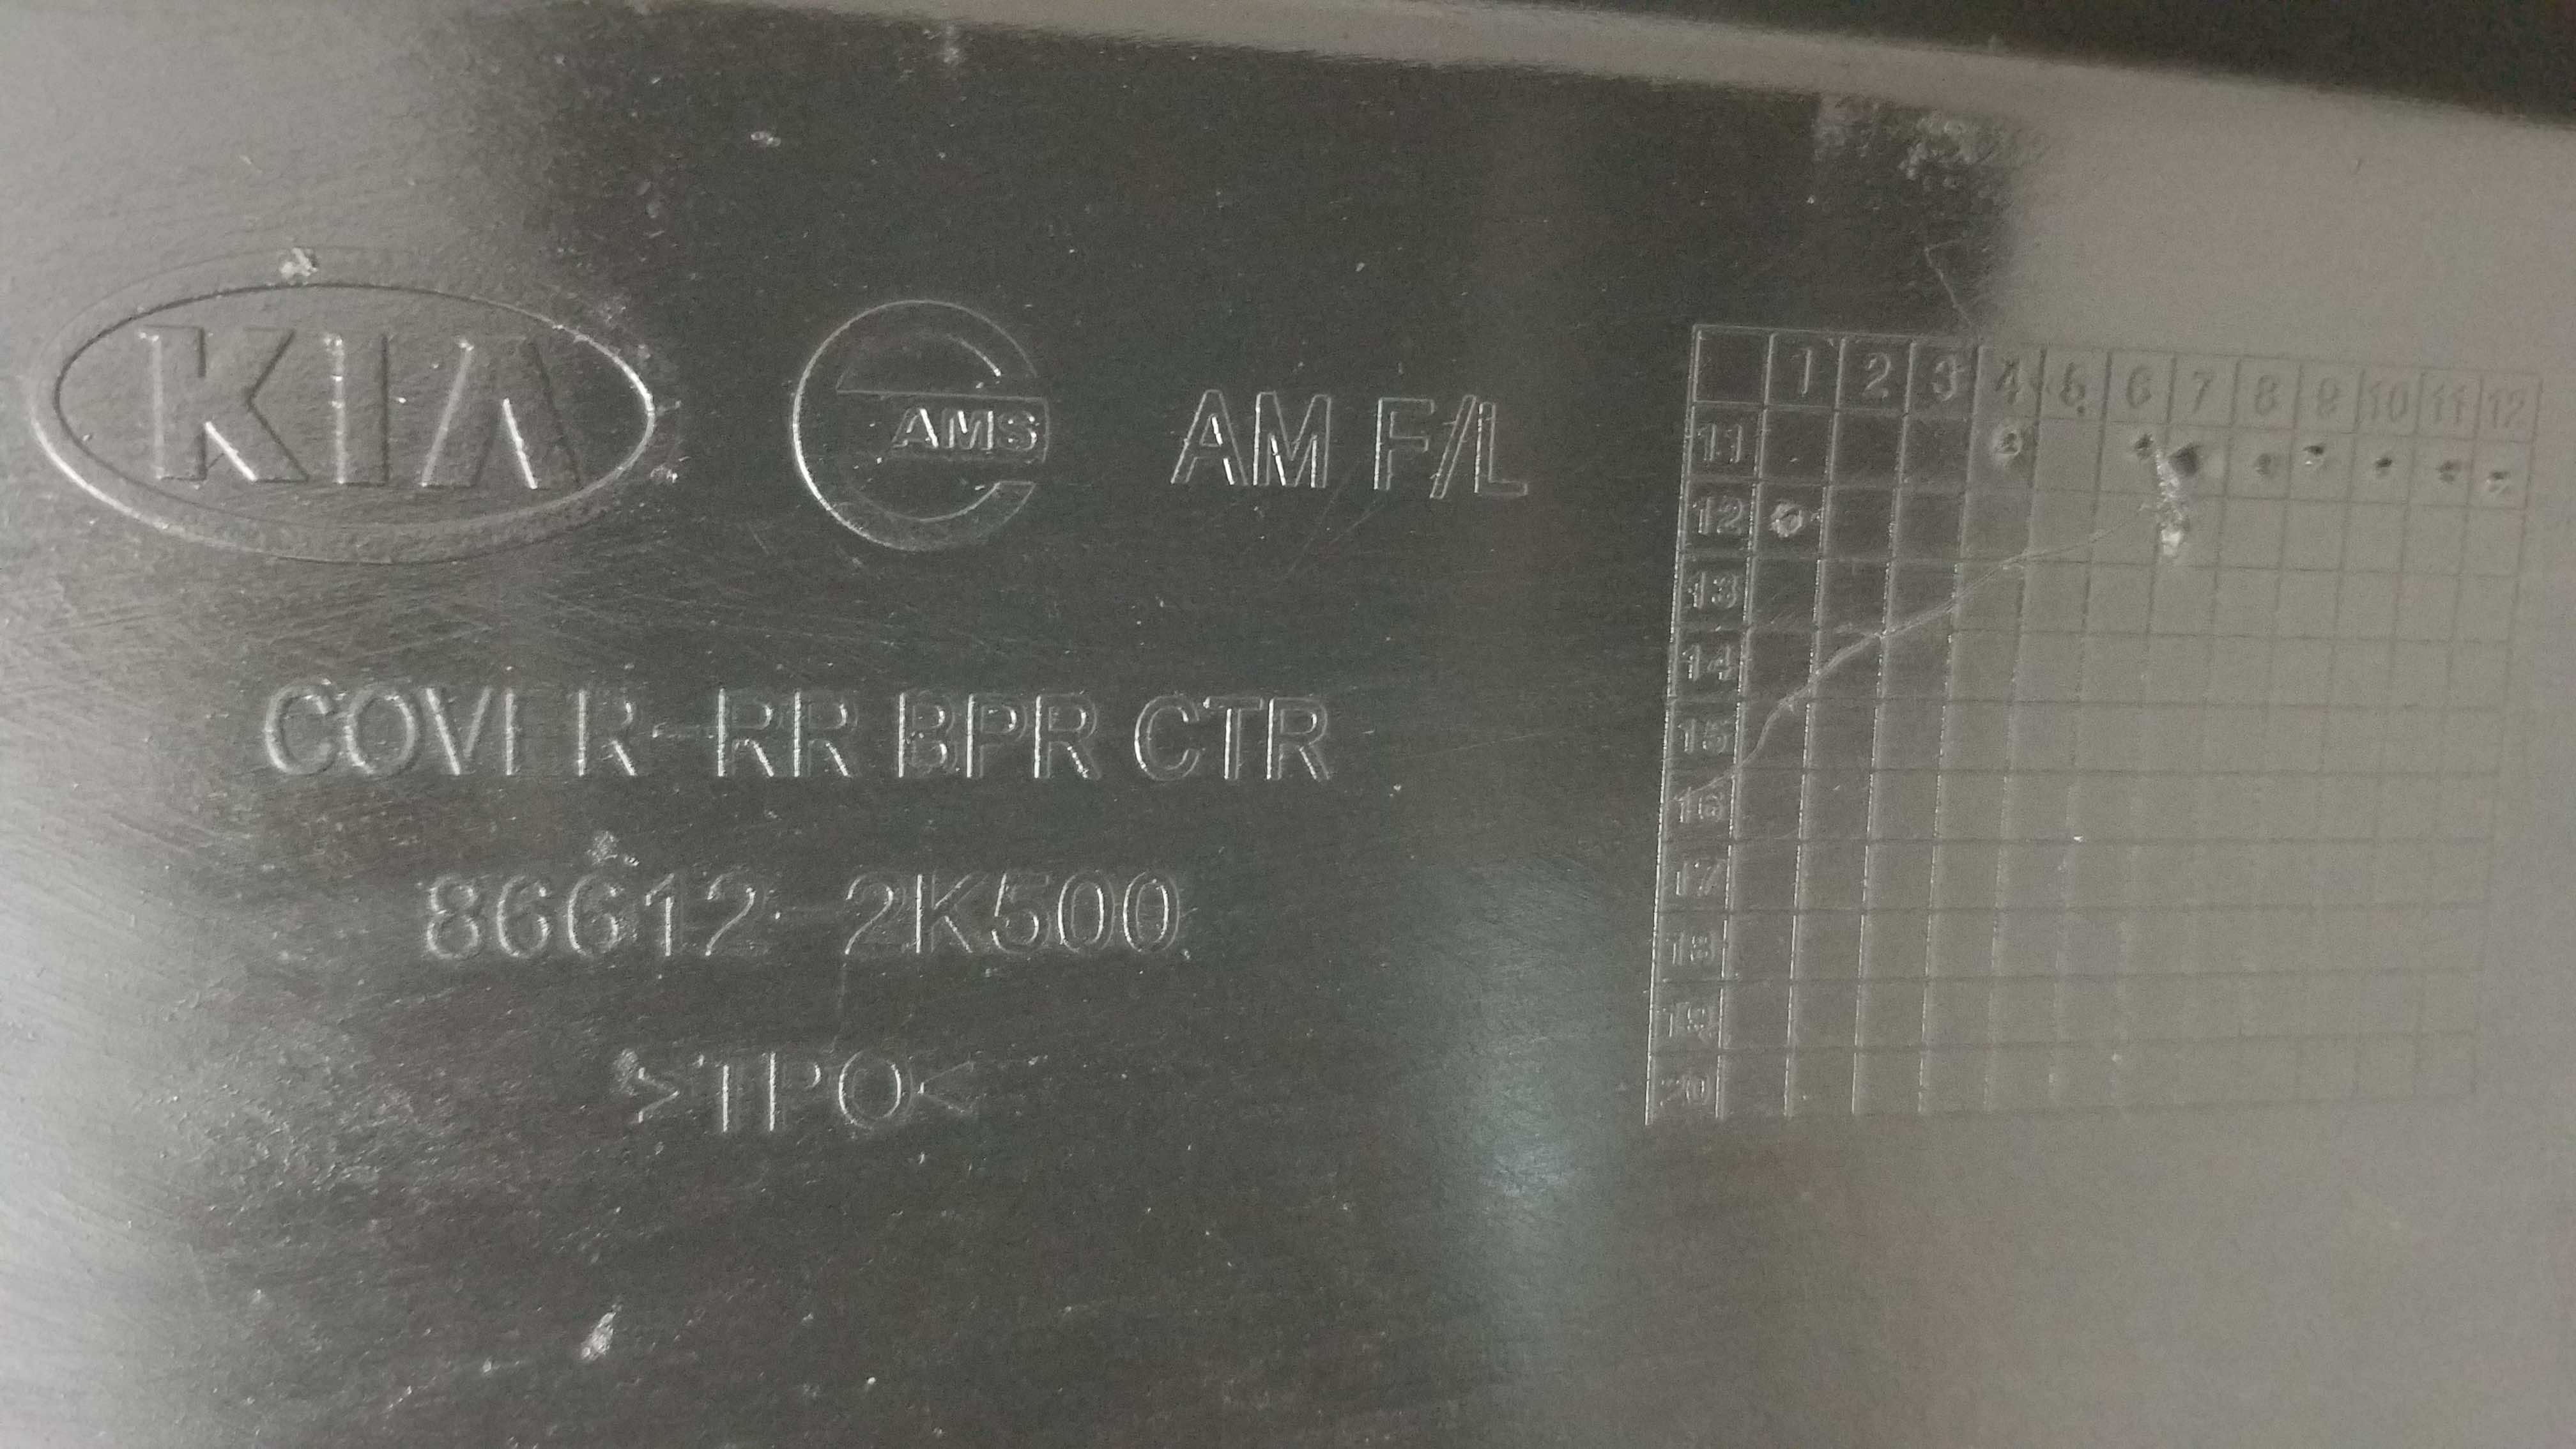 KIA
AMS
AM F/L
COVER-RR BPR CTR
86612-2K500
>TPO<
1 2 3 4 5 6 7 8 9 10 11 12
11
12
13
14
15
16
17
18
19
20